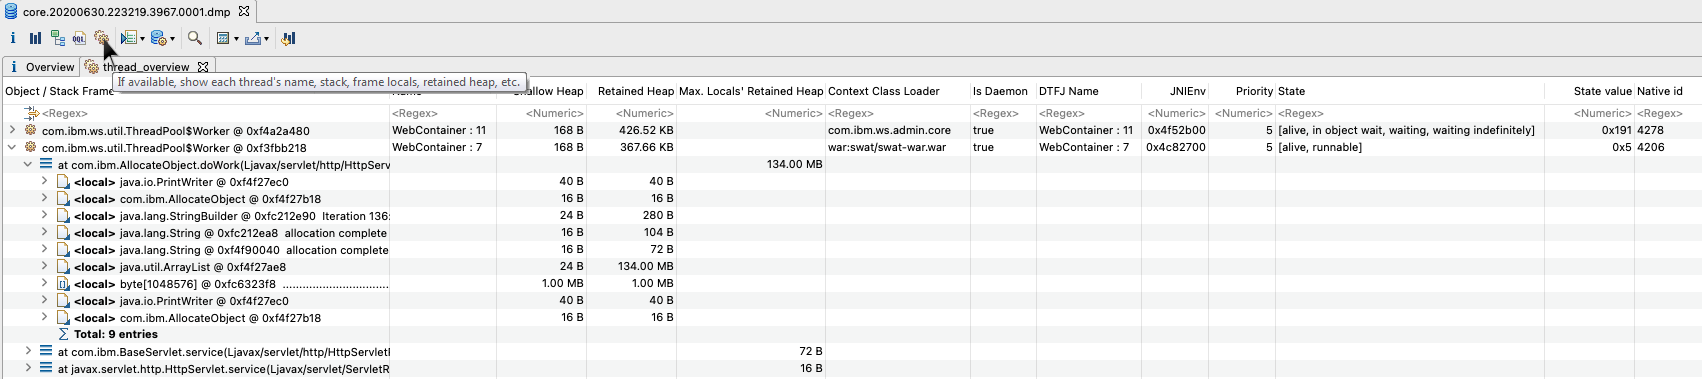 core.20200630.223219.3967.0001.dmp
i OQL
i Overview thread_overview
If available, show each thread's name, stack, frame locals, retained heap, etc.
Object / Stack Frame Name Shallow Heap Retained Heap Max. Locals' Retained Heap Context Class Loader Is Daemon DTFJ Name JNIEnv Priority State State value Native id
<Regex> <Regex> <Numeric> <Numeric> <Numeric> <Regex> <Regex> <Regex> <Numeric> <Numeric> <Regex> <Numeric> <Regex>
com.ibm.ws.util.ThreadPool$Worker @ 0xf4a2a480 WebContainer : 11 168 B 426.52 KB com.ibm.ws.admin.core true WebContainer : 11 0x4f52b00 5 [alive, in object wait, waiting, waiting indefinitely] 0x191 4278
com.ibm.ws.util.ThreadPool$Worker @ 0xf3fbb218 WebContainer : 7 168 B 367.66 KB war:swat/swat-war.war true WebContainer : 7 0x4c82700 5 [alive, runnable] 0x5 4206
at com.ibm.AllocateObject.doWork(Ljavax/servlet/http/HttpServ 134.00 MB
<local> java.io.PrintWriter @ 0xf4f27ec0 40 B 40 B
<local> com.ibm.AllocateObject @ 0xf4f27b18 16 B 16 B
<local> java.lang.StringBuilder @ 0xfc212e90 Iteration 136: 24 B 280 B
<local> java.lang.String @ 0xfc212ea8 allocation complete 16 B 104 B
<local> java.lang.String @ 0xf4f90040 allocation complete 16 B 72 B
<local> java.util.ArrayList @ 0xf4f27ae8 24 B 134.00 MB
<local> byte[1048576] @ 0xfc6323f8 ................................ 1.00 MB 1.00 MB
<local> java.io.PrintWriter @ 0xf4f27ec0 40 B 40 B
<local> com.ibm.AllocateObject @ 0xf4f27b18 16 B 16 B
Σ Total: 9 entries
at com.ibm.BaseServlet.service(Ljavax/servlet/http/HttpServletI 72 B
at javax.servlet.http.HttpServlet.service(Ljavax/servlet/ServletR 16 B